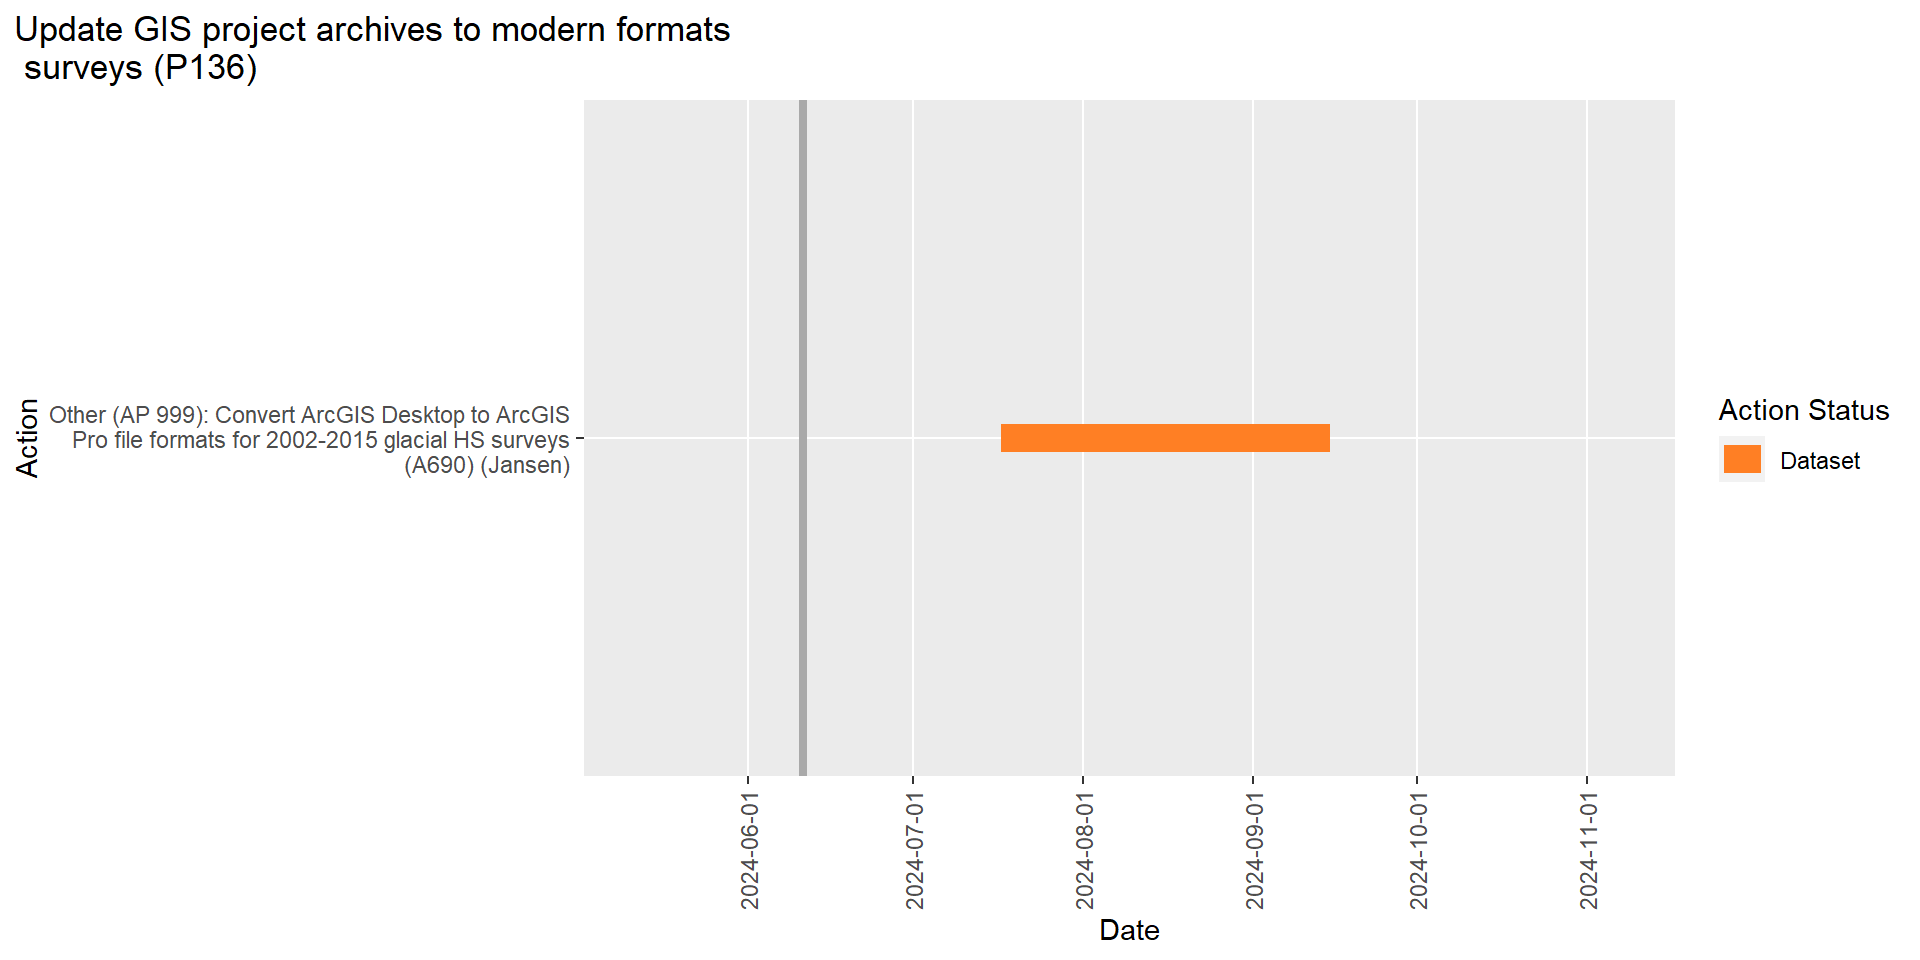 Update GIS project archives to modern formats
surveys (P136)
Action
Other (AP 999): Convert ArcGIS Desktop to ArcGIS
Pro file formats for 2002-2015 glacial HS surveys
(A690) (Jansen)
Action Status
Dataset
2024-06-01
2024-07-01
2024-08-01
2024-09-01
2024-10-01
2024-11-01
Date